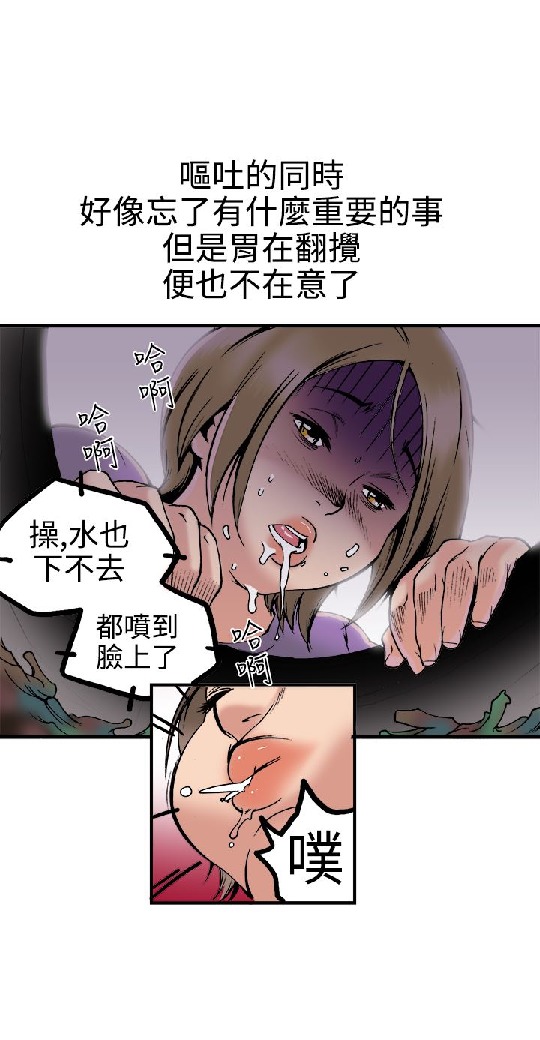 嘔吐的同時
好像忘了有什麼重要的事
但是胃在翻攪
便也不在意了
哈
啊
哈
啊
操,水也
下不去
都噴到
臉上了
哈
啊
噗